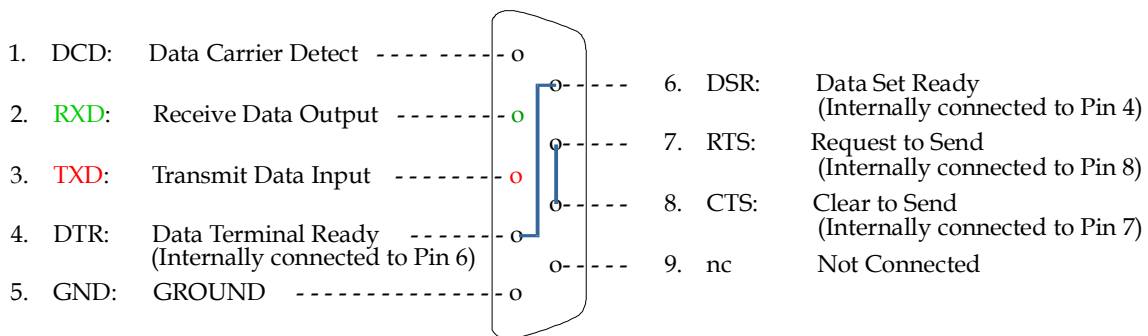 1. DCD: Data Carrier Detect
2. RXD: Receive Data Output
3. TXD: Transmit Data Input
4. DTR: Data Terminal Ready
(Internally connected to Pin 6)
5. GND: GROUND
6. DSR: Data Set Ready
(Internally connected to Pin 4)
7. RTS: Request to Send
(Internally connected to Pin 8)
8. CTS: Clear to Send
(Internally connected to Pin 7)
9. nc Not Connected